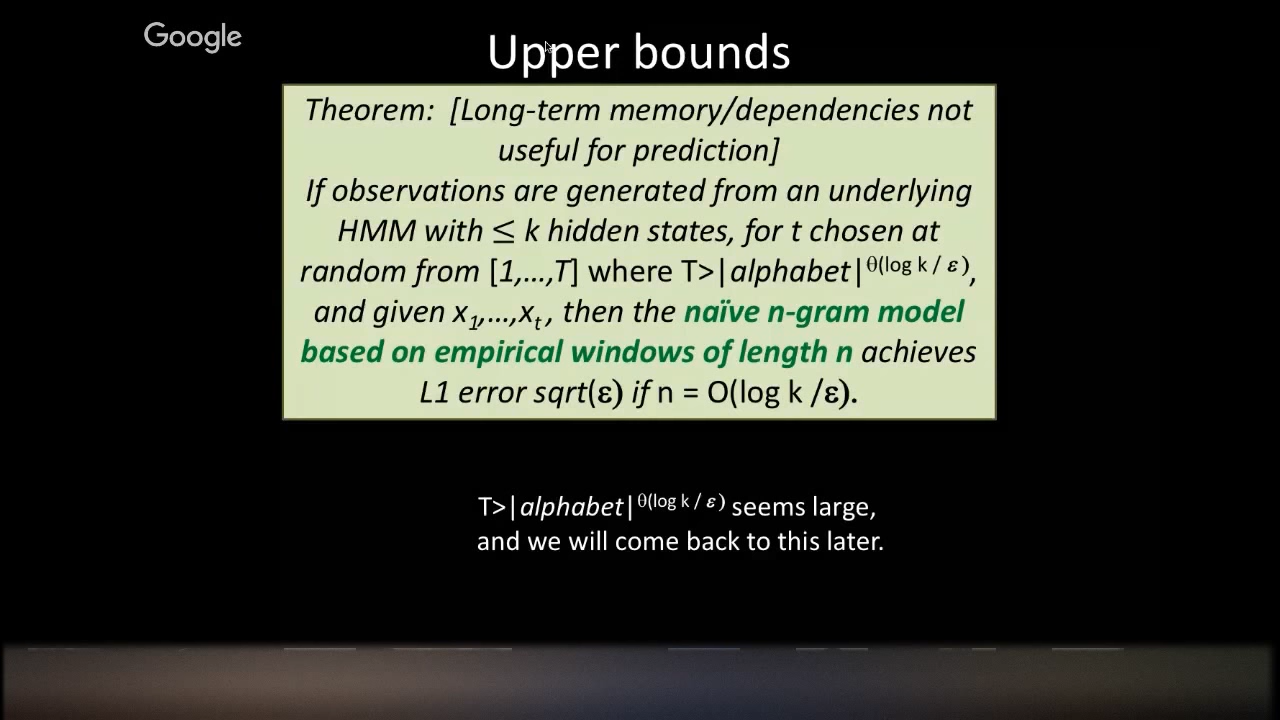 Google
Upper bounds
Theorem: [Long-term memory/dependencies not
useful for prediction]
If observations are generated from an underlying
HMM with ≤ k hidden states, for t chosen at
random from [1,...,T] where T>|alphabet|^θ(log k / ε),
and given x_1,...,x_t, then the naïve n-gram model
based on empirical windows of length n achieves
L1 error sqrt(ε) if n = O(log k /ε).
T>|alphabet|^θ(log k / ε) seems large,
and we will come back to this later.